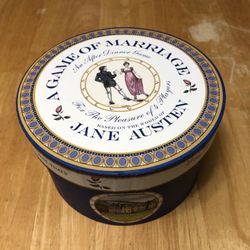 A GAME OF MARRIAGE
An After Dinner Game
For The Pleasure of 4 Players
BASED ON THE WORLD OF
JANE AUSTEN